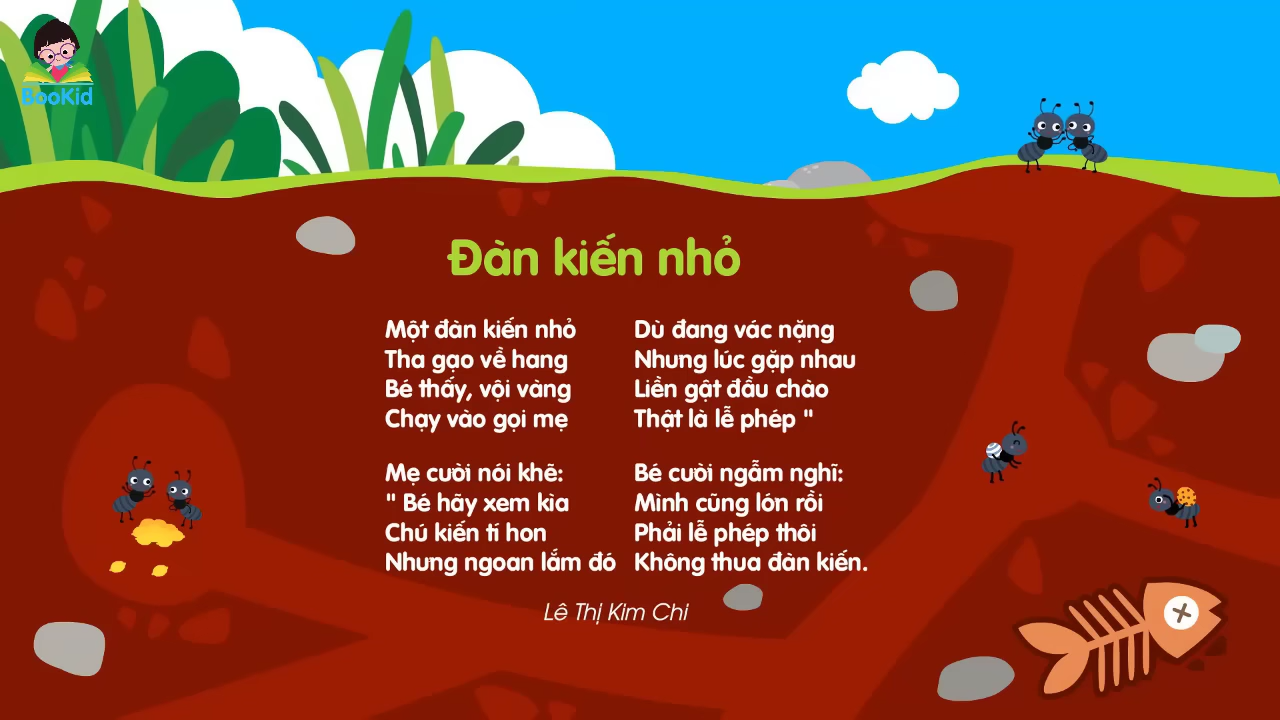 BooKid
Đàn kiến nhỏ
Một đàn kiến nhỏ
Tha gạo về hang
Bé thấy, vội vàng
Chạy vào gọi mẹ
Mẹ cười nói khẽ:
" Bé hãy xem kìa
Chú kiến tí hon
Nhưng ngoan lắm đó
Dù đang vác nặng
Nhưng lúc gặp nhau
Liền gật đầu chào
Thật là lễ phép "
Bé cười ngẫm nghĩ:
Mình cũng lớn rồi
Phải lễ phép thôi
Không thua đàn kiến.
Lê Thị Kim Chi